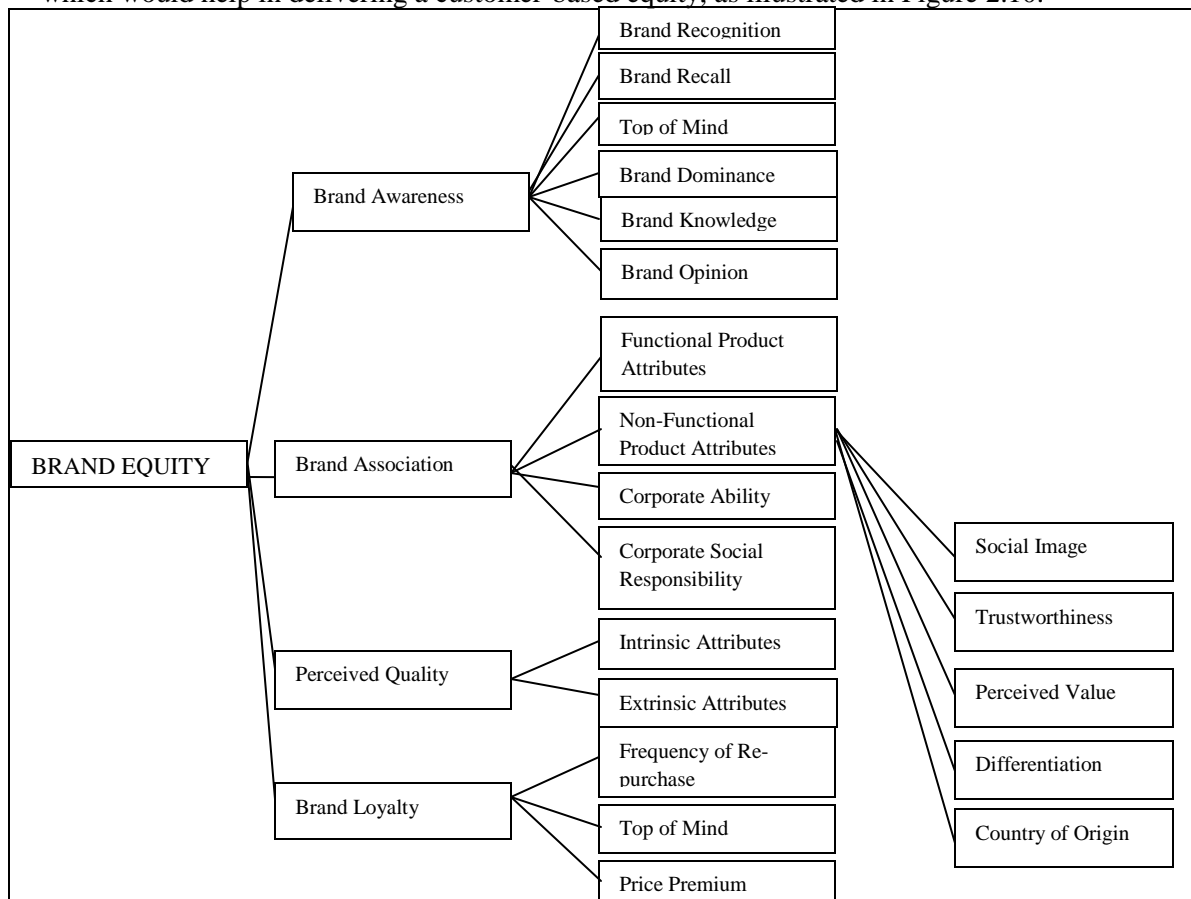 which would help in delivering a customer based equity, as illustrated in Figure 2.10.
Brand Recognition
Brand Recall
Top of Mind
Brand Awareness
Brand Dominance
Brand Knowledge
Brand Opinion
Functional Product
Attributes
Non-Functional
Product Attributes
BRAND EQUITY
Brand Association
Corporate Ability
Corporate Social
Responsibility
Social Image
Trustworthiness
Perceived Value
Differentiation
Country of Origin
Perceived Quality
Intrinsic Attributes
Extrinsic Attributes
Brand Loyalty
Frequency of Re-
purchase
Top of Mind
Price Premium